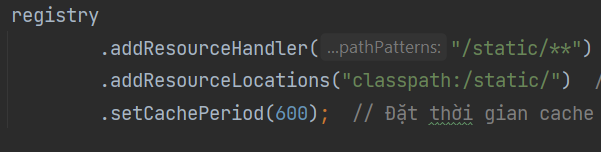 registry
.addResourceHandler( ...pathPatterns: "/static/**")
.addResourceLocations("classpath:/static/") /
.setCachePeriod(600); // Đặt thời gian cache